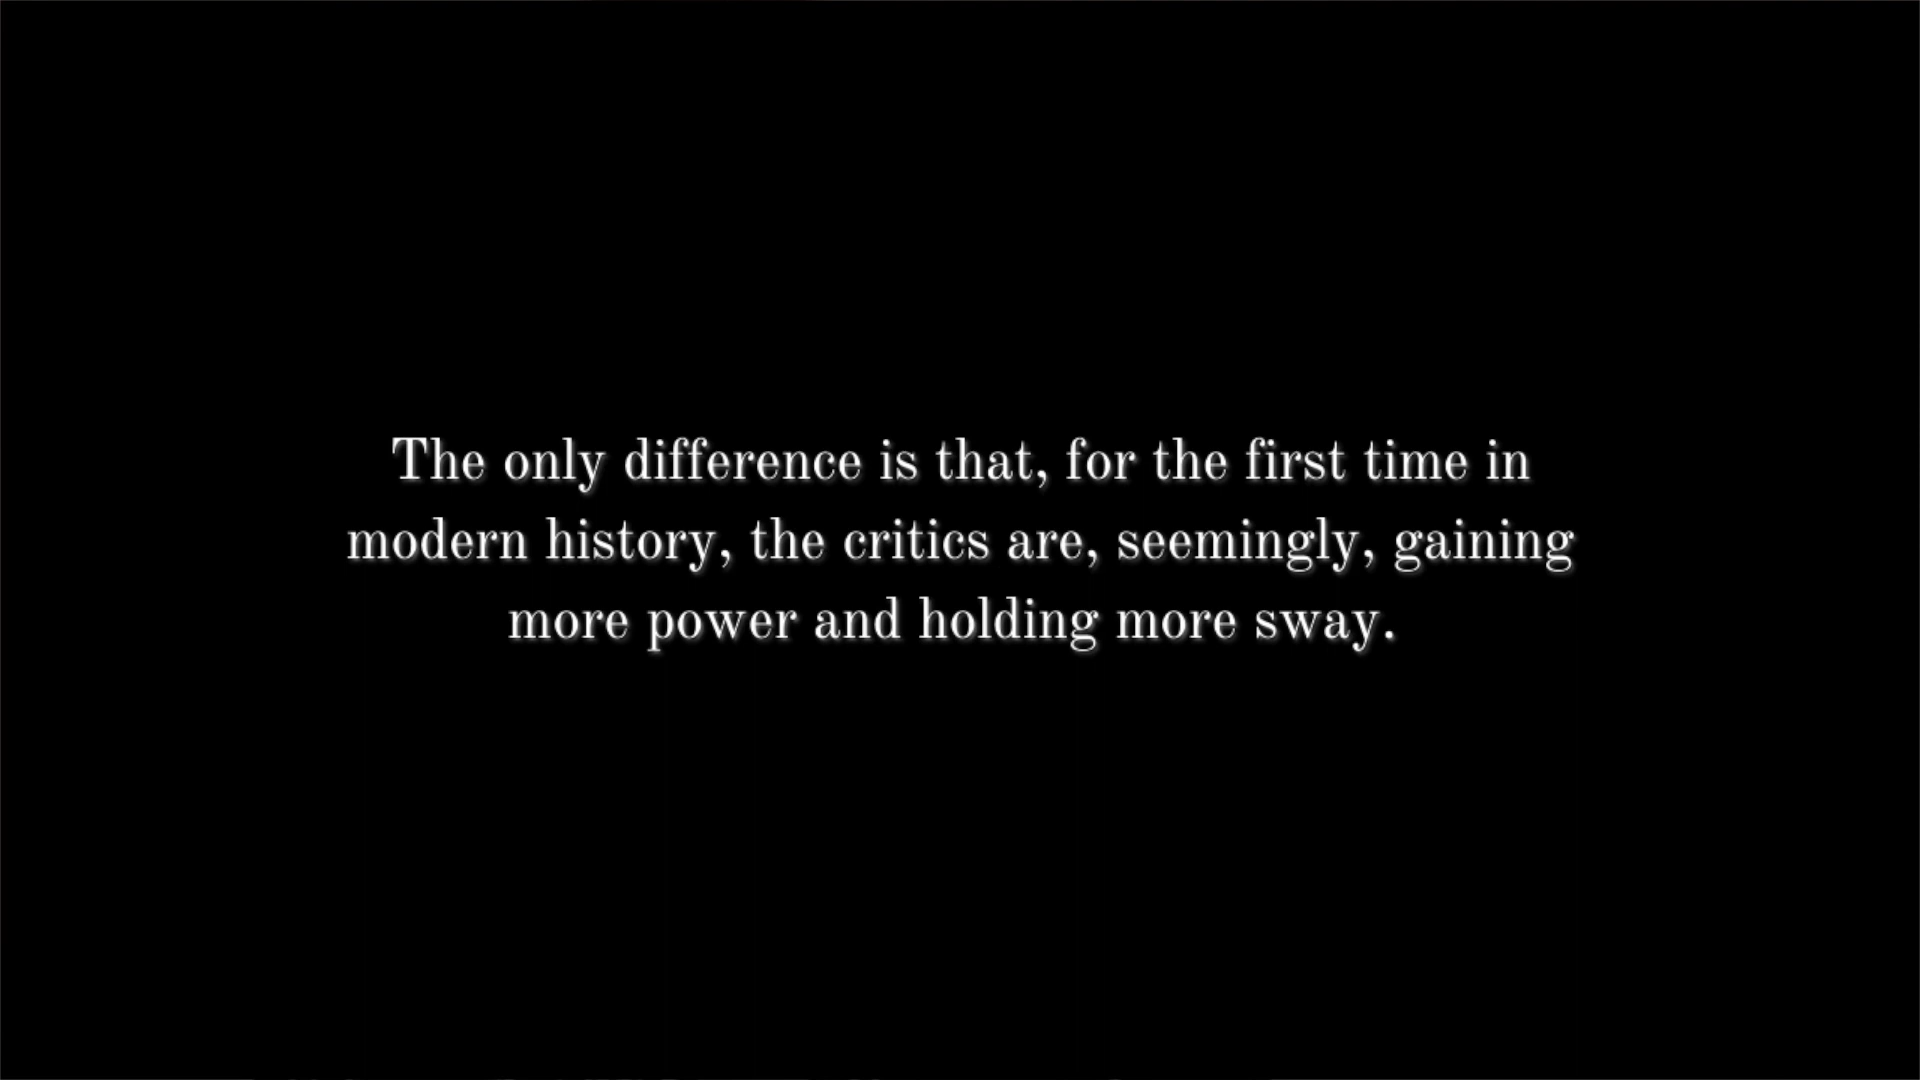 The only difference is that, for the first time in
modern history, the critics are, seemingly, gaining
more power and holding more sway.